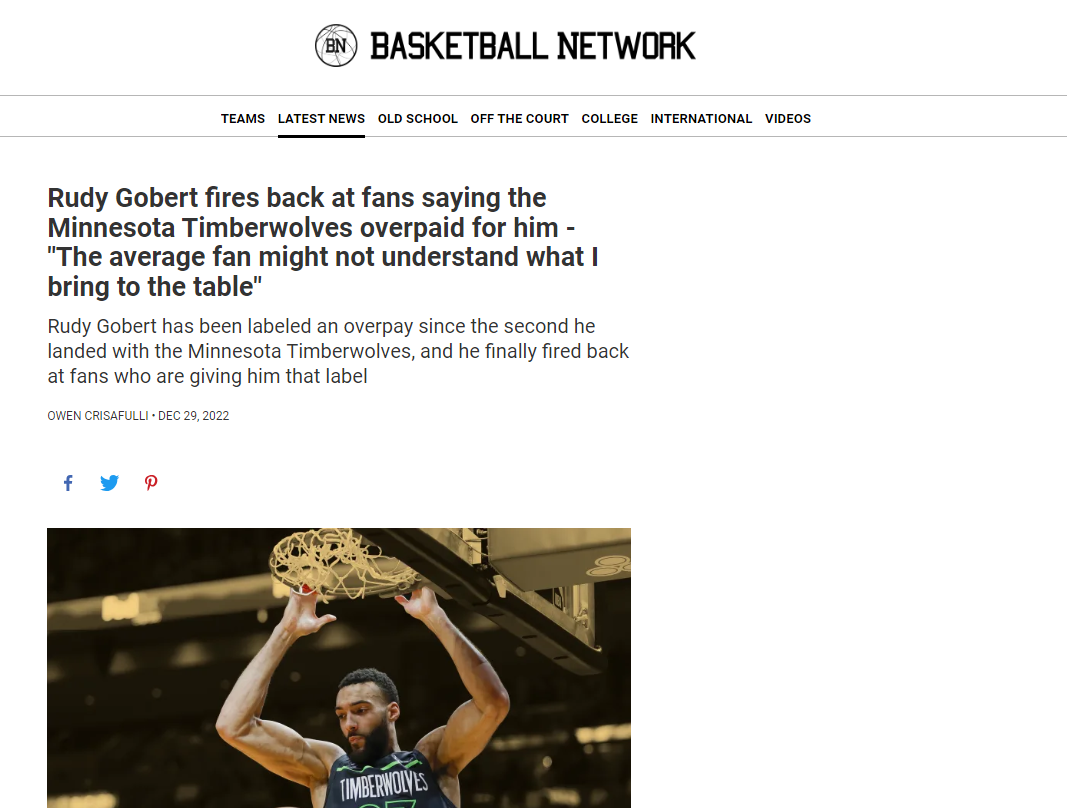 BN BASKETBALL NETWORK
TEAMS LATEST NEWS OLD SCHOOL OFF THE COURT COLLEGE INTERNATIONAL VIDEOS
Rudy Gobert fires back at fans saying the
Minnesota Timberwolves overpaid for him -
"The average fan might not understand what I
bring to the table"
Rudy Gobert has been labeled an overpay since the second he
landed with the Minnesota Timberwolves, and he finally fired back
at fans who are giving him that label
OWEN CRISAFULLI • DEC 29, 2022
TIMBERWOLVES